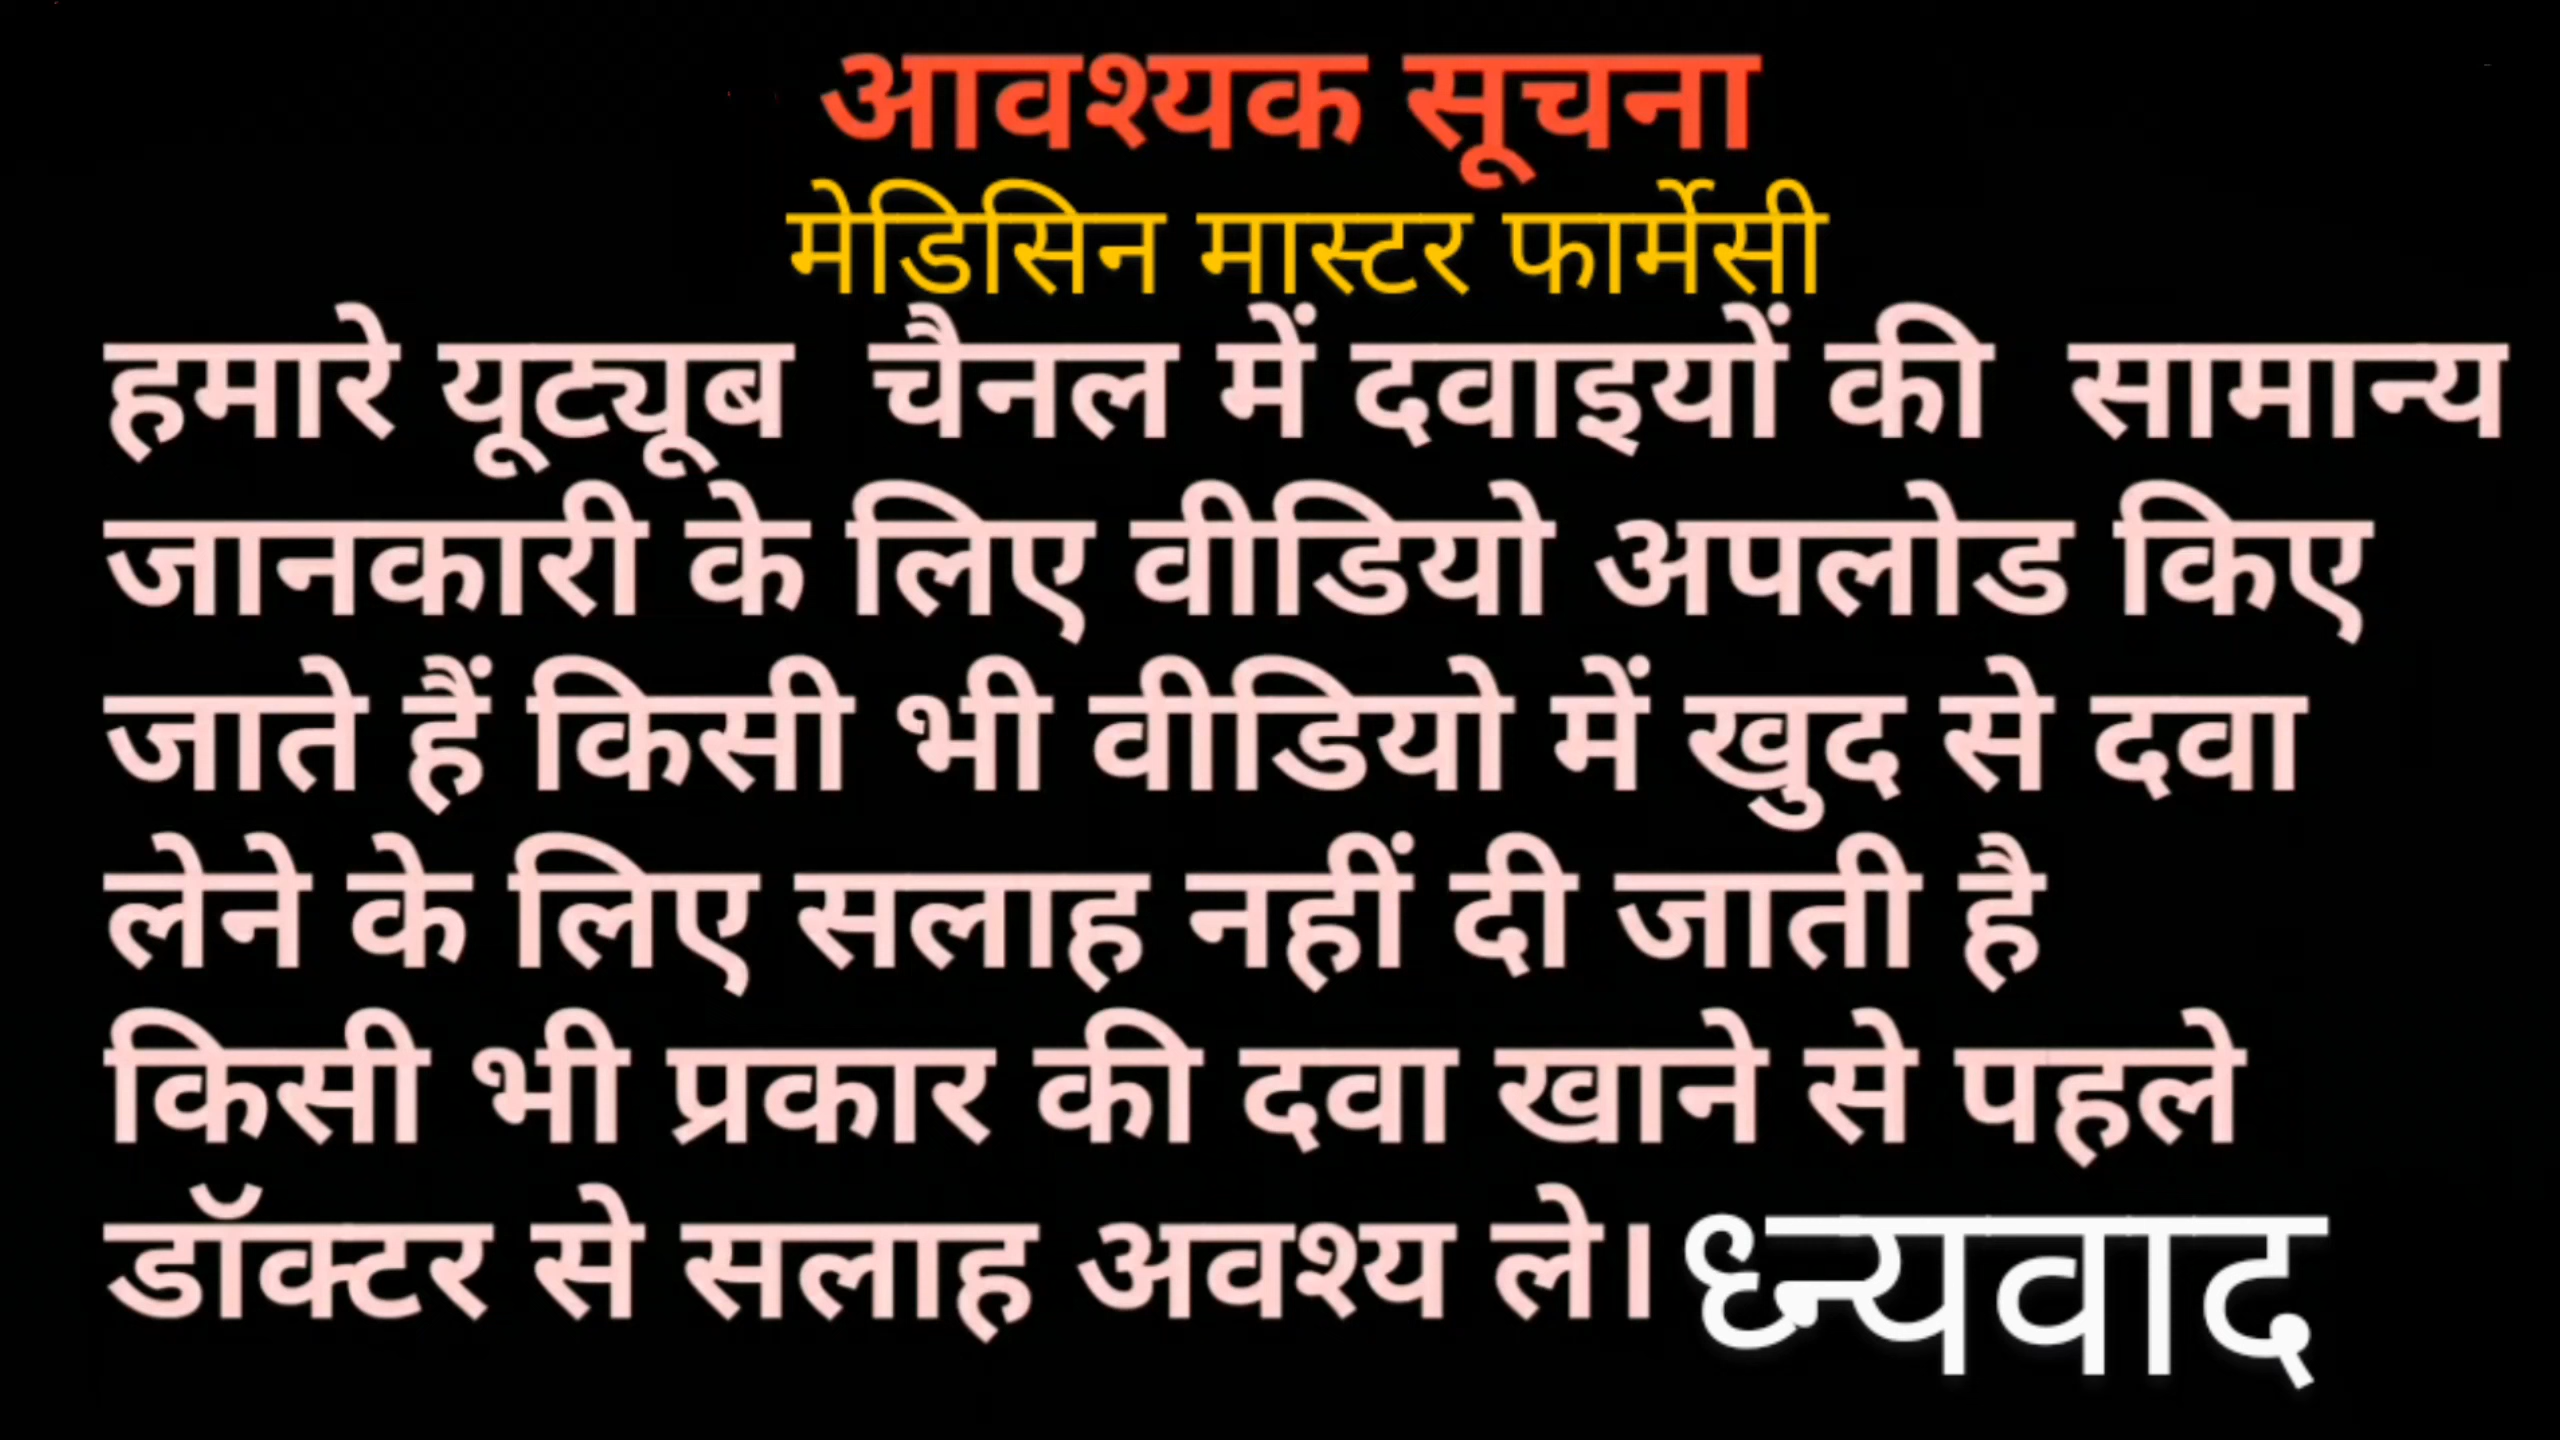 आवश्यक सूचना
मेडिसिन मास्टर फार्मेसी
हमारे यूट्यूब चैनल में दवाइयों की सामान्य
जानकारी के लिए वीडियो अपलोड किए
जाते हैं किसी भी वीडियो में खुद से दवा
लेने के लिए सलाह नहीं दी जाती है
किसी भी प्रकार की दवा खाने से पहले
डॉक्टर से सलाह अवश्य ले। ध्न्यवाद